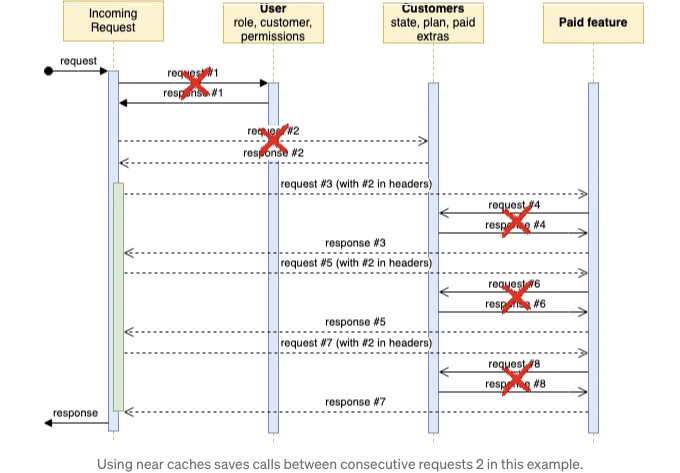 Incoming
Request
User
role, customer,
permissions
Customers
state, plan, paid
extras
Paid feature
request
request #1
response #1
request #2
response #2
request #3 (with #2 in headers)
request #4
response #4
response #3
request #5 (with #2 in headers)
request #6
response #6
response #5
request #7 (with #2 in headers)
request #8
response #8
response #7
response
Using near caches saves calls between consecutive requests 2 in this example.